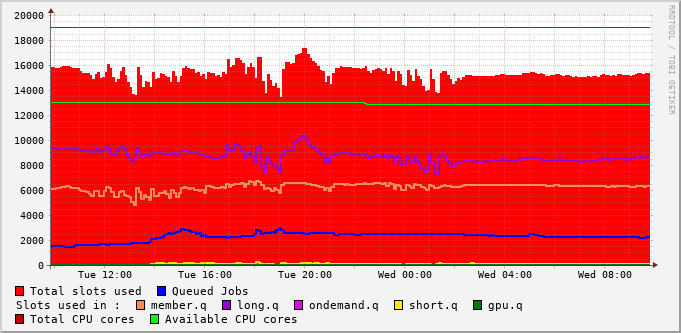 20000
18000
16000
14000
12000
10000
8000
6000
4000
2000
0
Tue 12:00 Tue 16:00 Tue 20:00 Wed 00:00 Wed 04:00 Wed 08:00
Total slots used Queued Jobs
Slots used in : member.q long.q ondemand.q short.q gpu.q
Total CPU cores Available CPU cores
RRDTOOL / TOBI OETIKER